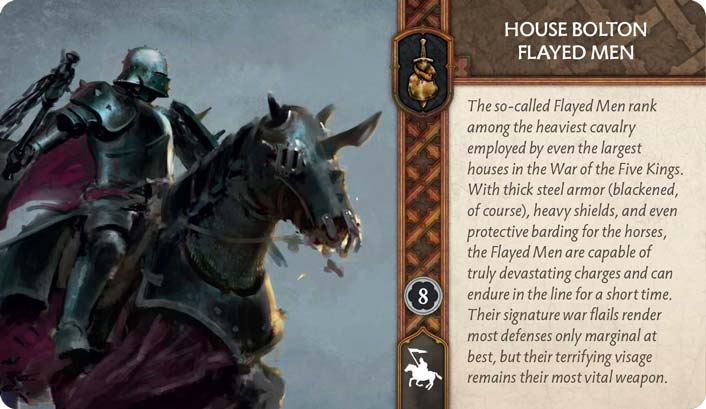 HOUSE BOLTON
FLAYED MEN
The so-called Flayed Men rank
among the heaviest cavalry
employed by even the largest
houses in the War of the Five Kings.
With thick steel armor (blackened,
of course), heavy shields, and even
protective barding for the horses,
the Flayed Men are capable of
truly devastating charges and can
endure in the line for a short time.
Their signature war flails render
most defenses only marginal at
best, but their terrifying visage
remains their most vital weapon.
8